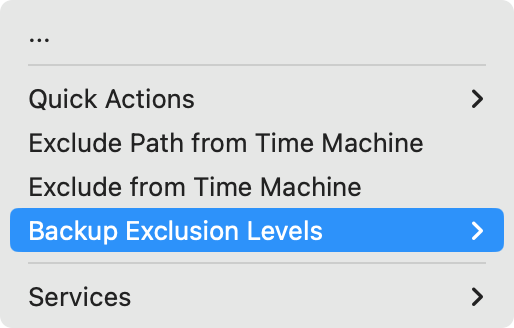 ...
Quick Actions
Exclude Path from Time Machine
Exclude from Time Machine
Backup Exclusion Levels
Services